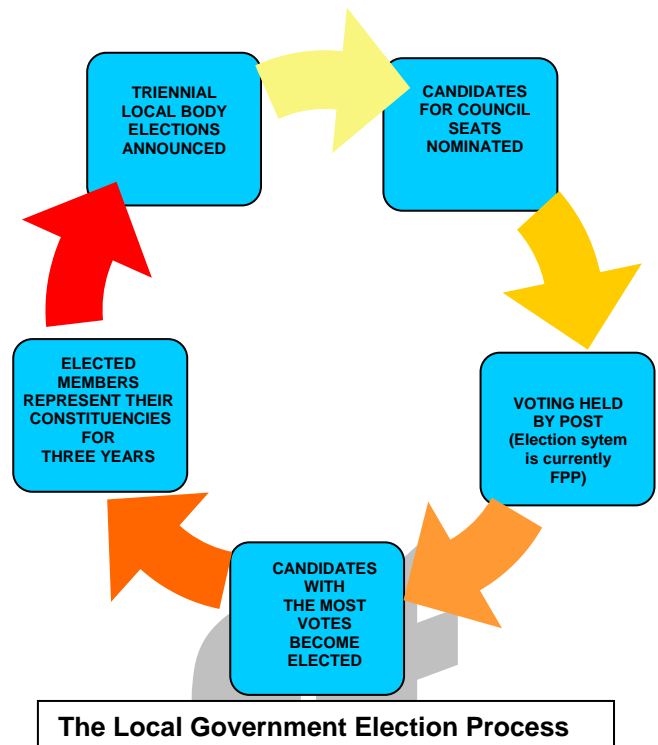 TRIENNIAL
LOCAL BODY
ELECTIONS
ANNOUNCED
CANDIDATES
FOR COUNCIL
SEATS
NOMINATED
VOTING HELD
BY POST
(Election sytem
is currently
FPP)
CANDIDATES
WITH
THE MOST
VOTES
BECOME
ELECTED
ELECTED
MEMBERS
REPRESENT THEIR
CONSTITUENCIES
FOR
THREE YEARS
The Local Government Election Process